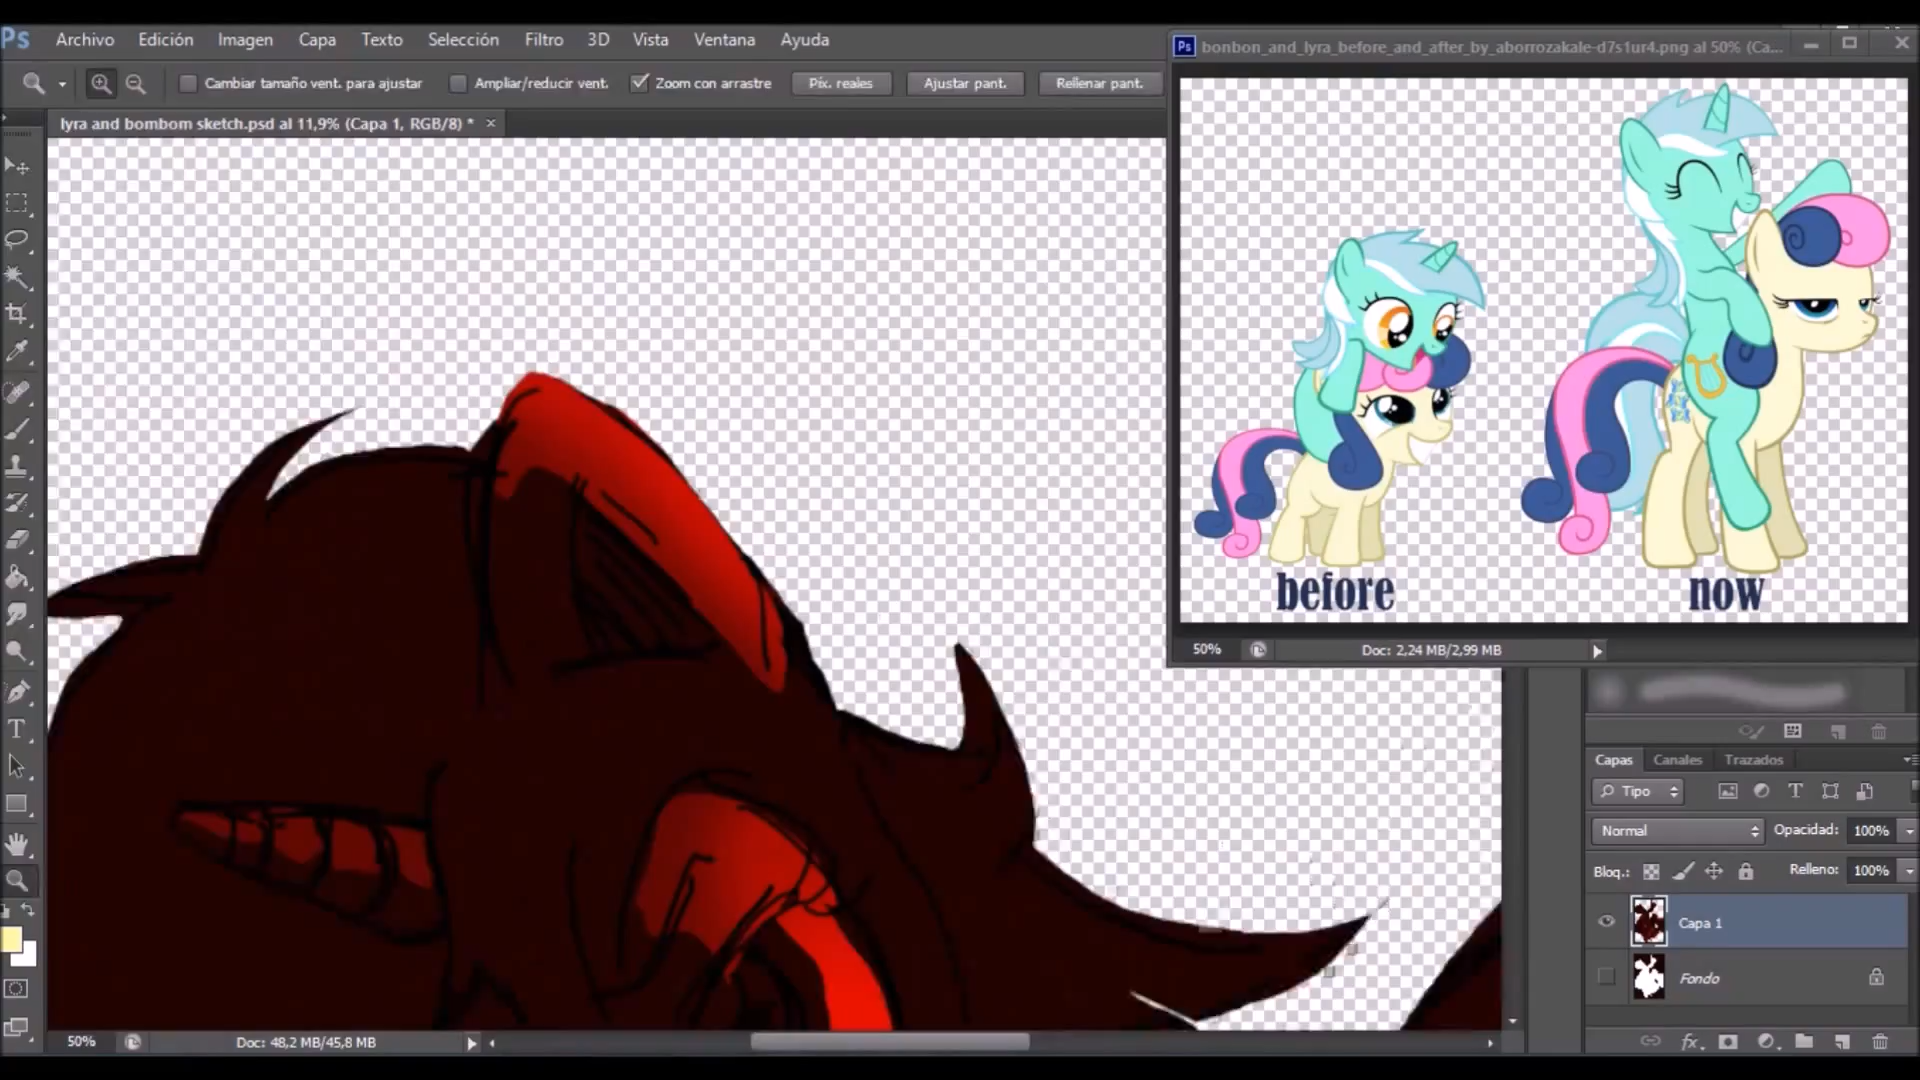 Ps Archivo Edición Imagen Capa Texto Selección Filtro 3D Vista Ventana Ayuda
Ps bonbon_and_lyra_before_and_after_by_aborrozakale-d7s1ur4.png al 50% (Ca...
Cambiar tamaño vent. para ajustar Ampliar/reducir vent. Zoom con arrastre Píx. reales Ajustar pant. Rellenar pant.
lyra and bombom sketch.psd al 11,9% (Capa 1, RGB/8) * ×
before now
50% Doc: 2,24 MB/2,99 MB
Capas Canales Trazados
Tipo
Normal Opacidad: 100%
Bloq.: Relleno: 100%
Capa 1
Fondo
50% Doc: 48,2 MB/45,8 MB